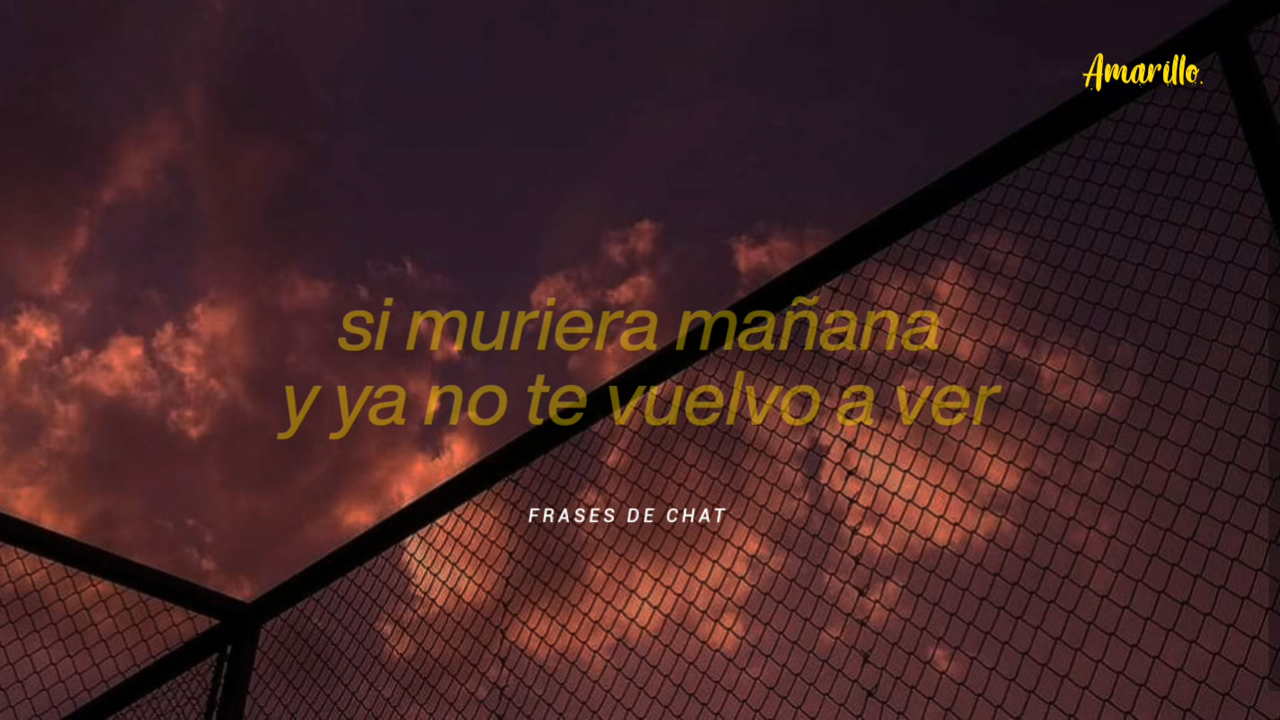 Amarillo.
si muriera mañana
y ya no te vuelvo a ver
FRASES DE CHAT